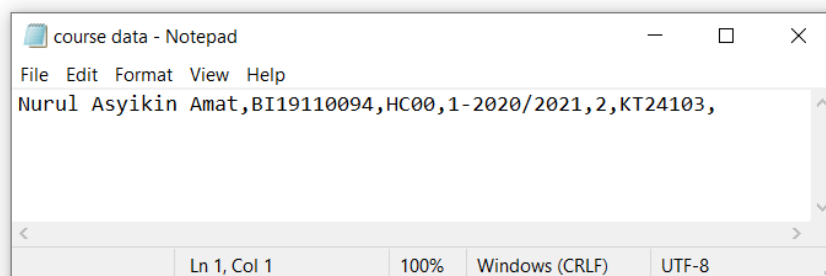 course data - Notepad
File Edit Format View Help
Nurul Asyikin Amat,BI19110094,HC00,1-2020/2021,2,KT24103,
Ln 1, Col 1 100% Windows (CRLF) UTF-8